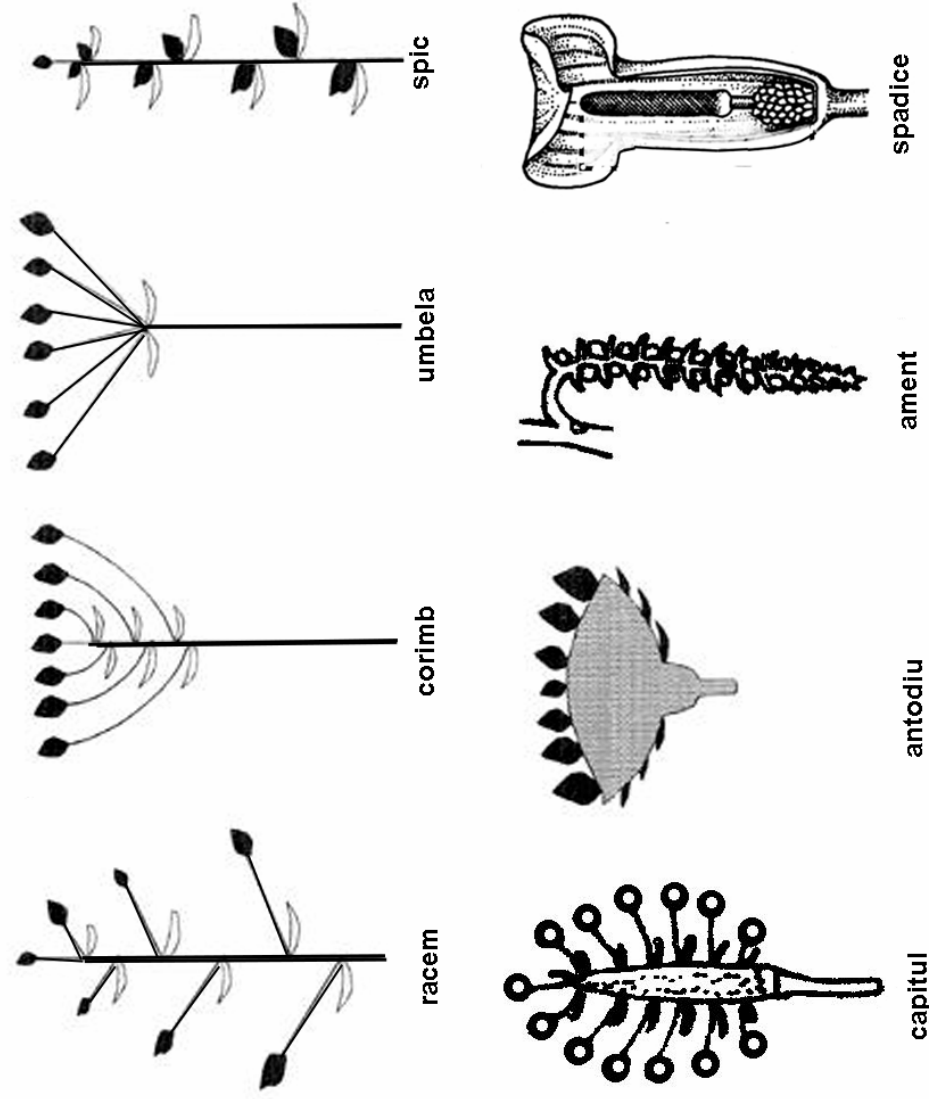 racem
corimb
umbela
spic
capitul
antodiu
ament
spadice